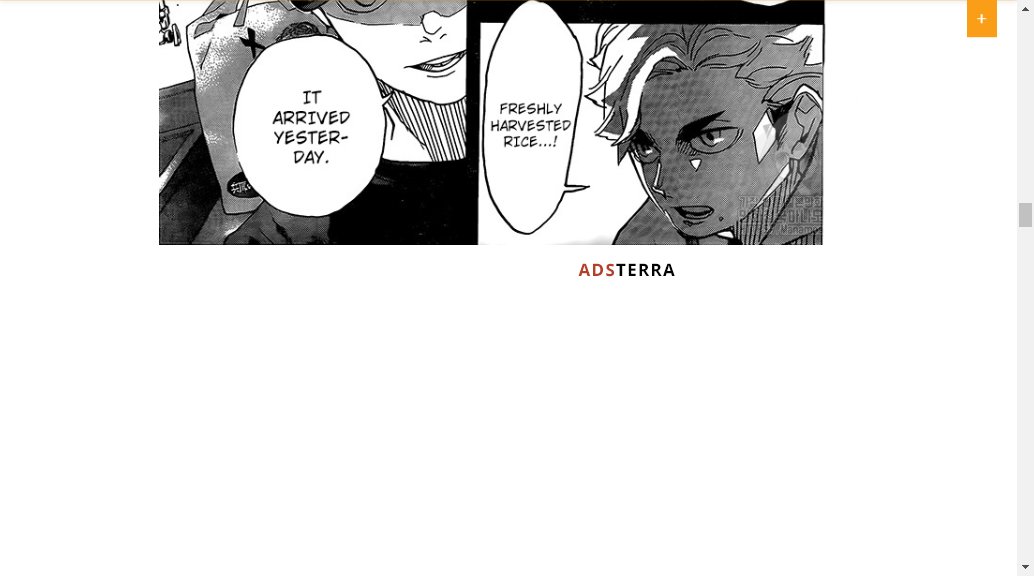 IT
ARRIVED
YESTER-
DAY.
FRESHLY
HARVESTED
RICE...!
ADSTERRA
+